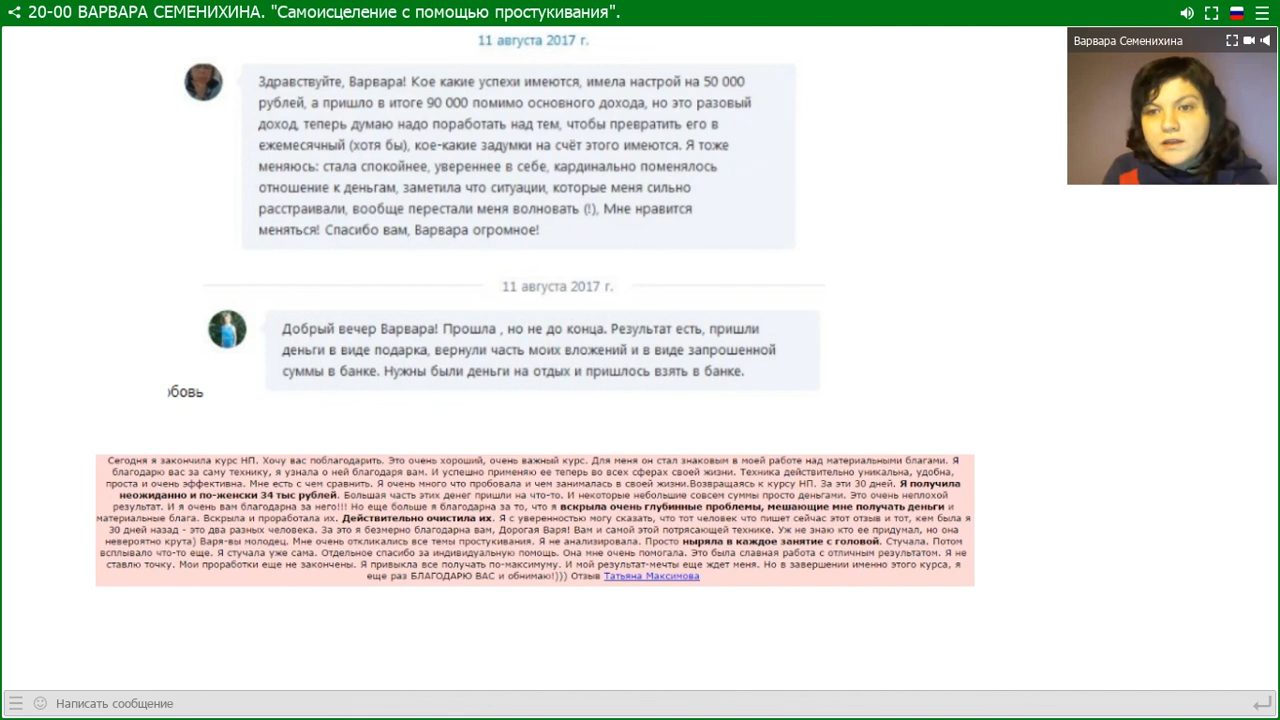 20-00 ВАРВАРА СЕМЕНИХИНА. "Самоисцеление с помощью простукивания".
Варвара Семенихина
11 августа 2017 г.
Здравствуйте, Варвара! Кое какие успехи имеются, имела настрой на 50 000
рублей, а пришло в итоге 90 000 помимо основного дохода, но это разовый
доход, теперь думаю надо поработать над тем, чтобы превратить его в
ежемесячный (хотя бы), кое-какие задумки на счёт этого имеются. Я тоже
меняюсь: стала спокойнее, увереннее в себе, кардинально поменялось
отношение к деньгам, заметила что ситуации, которые меня сильно
расстраивали, вообще перестали меня волновать (!), Мне нравится
меняться! Спасибо вам, Варвара огромное!
11 августа 2017 г.
Добрый вечер Варвара! Прошла , но не до конца. Результат есть, пришли
деньги в виде подарка, вернули часть моих вложений и в виде запрошенной
суммы в банке. Нужны были деньги на отдых и пришлось взять в банке.
Сегодня я закончила курс НП. Хочу вас поблагодарить. Это очень хороший, очень важный курс. Для меня он стал знаковым в моей работе над материальными благами. Я
благодарю вас за саму технику, я узнала о ней благодаря вам. И успешно применяю ее теперь во всех сферах своей жизни. Техника действительно уникальна, удобна,
проста и очень эффективна. Мне есть с чем сравнить. Я очень много что пробовала и чем занималась в своей жизни.Возвращаясь к курсу НП. За эти 30 дней. Я получила
неожиданно и по-женски 34 тыс рублей. Большая часть этих денег пришли на что-то. И некоторые небольшие совсем суммы просто деньгами. Это очень неплохой
результат. И я очень вам благодарна за него!!! Но еще больше я благодарна за то, что я вскрыла очень глубинные проблемы, мешающие мне получать деньги и
материальные блага. Вскрыла и проработала их. Действительно очистила их. Я с уверенностью могу сказать, что тот человек что пишет сейчас этот отзыв и тот, кем была я
30 дней назад - это два разных человека. За это я безмерно благодарна вам, Дорогая Варя! Вам и самой этой потрясающей технике. Уж не знаю кто ее придумал, но она
невероятно крута) Варя-вы молодец. Мне очень откликались все темы простукивания. Я не анализировала. Просто ныряла в каждое занятие с головой. Стучала. Потом
всплывало что-то еще. Я стучала уже сама. Отдельное спасибо за индивидуальную помощь. Она мне очень помогала. Это была славная работа с отличным результатом. Я не
ставлю точку. Мои проработки еще не закончены. Я привыкла все получать по-максимуму. И мой результат-мечты еще ждет меня. Но в завершении именно этого курса, я
еще раз БЛАГОДАРЮ ВАС и обнимаю!))) Отзыв Татьяна Максимова
Написать сообщение